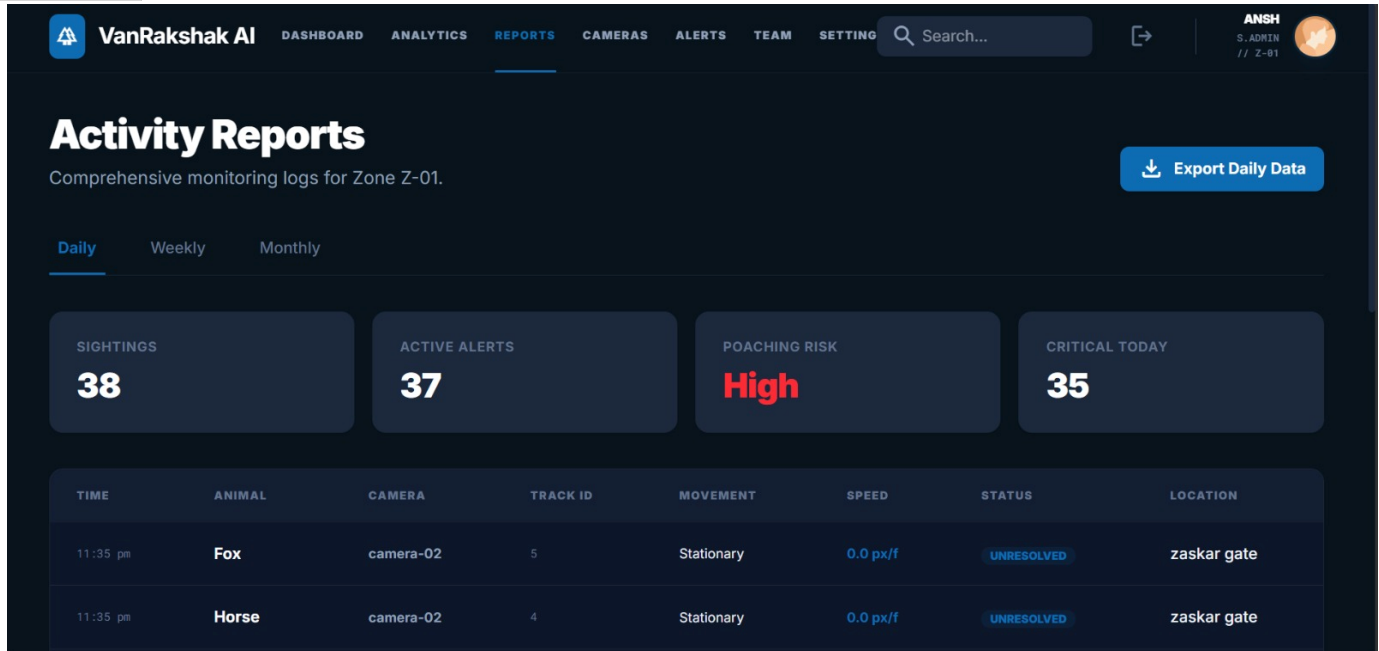 VanRakshak AI DASHBOARD ANALYTICS REPORTS CAMERAS ALERTS TEAM SETTING Search... ANSH
S.ADMIN
// Z-01
Activity Reports
Comprehensive monitoring logs for Zone Z-01.
Export Daily Data
Daily Weekly Monthly
SIGHTINGS ACTIVE ALERTS POACHING RISK CRITICAL TODAY
38 37 High 35
TIME ANIMAL CAMERA TRACK ID MOVEMENT SPEED STATUS LOCATION
11:35 pm Fox camera-02 5 Stationary 0.0 px/f UNRESOLVED zaskar gate
11:35 pm Horse camera-02 4 Stationary 0.0 px/f UNRESOLVED zaskar gate